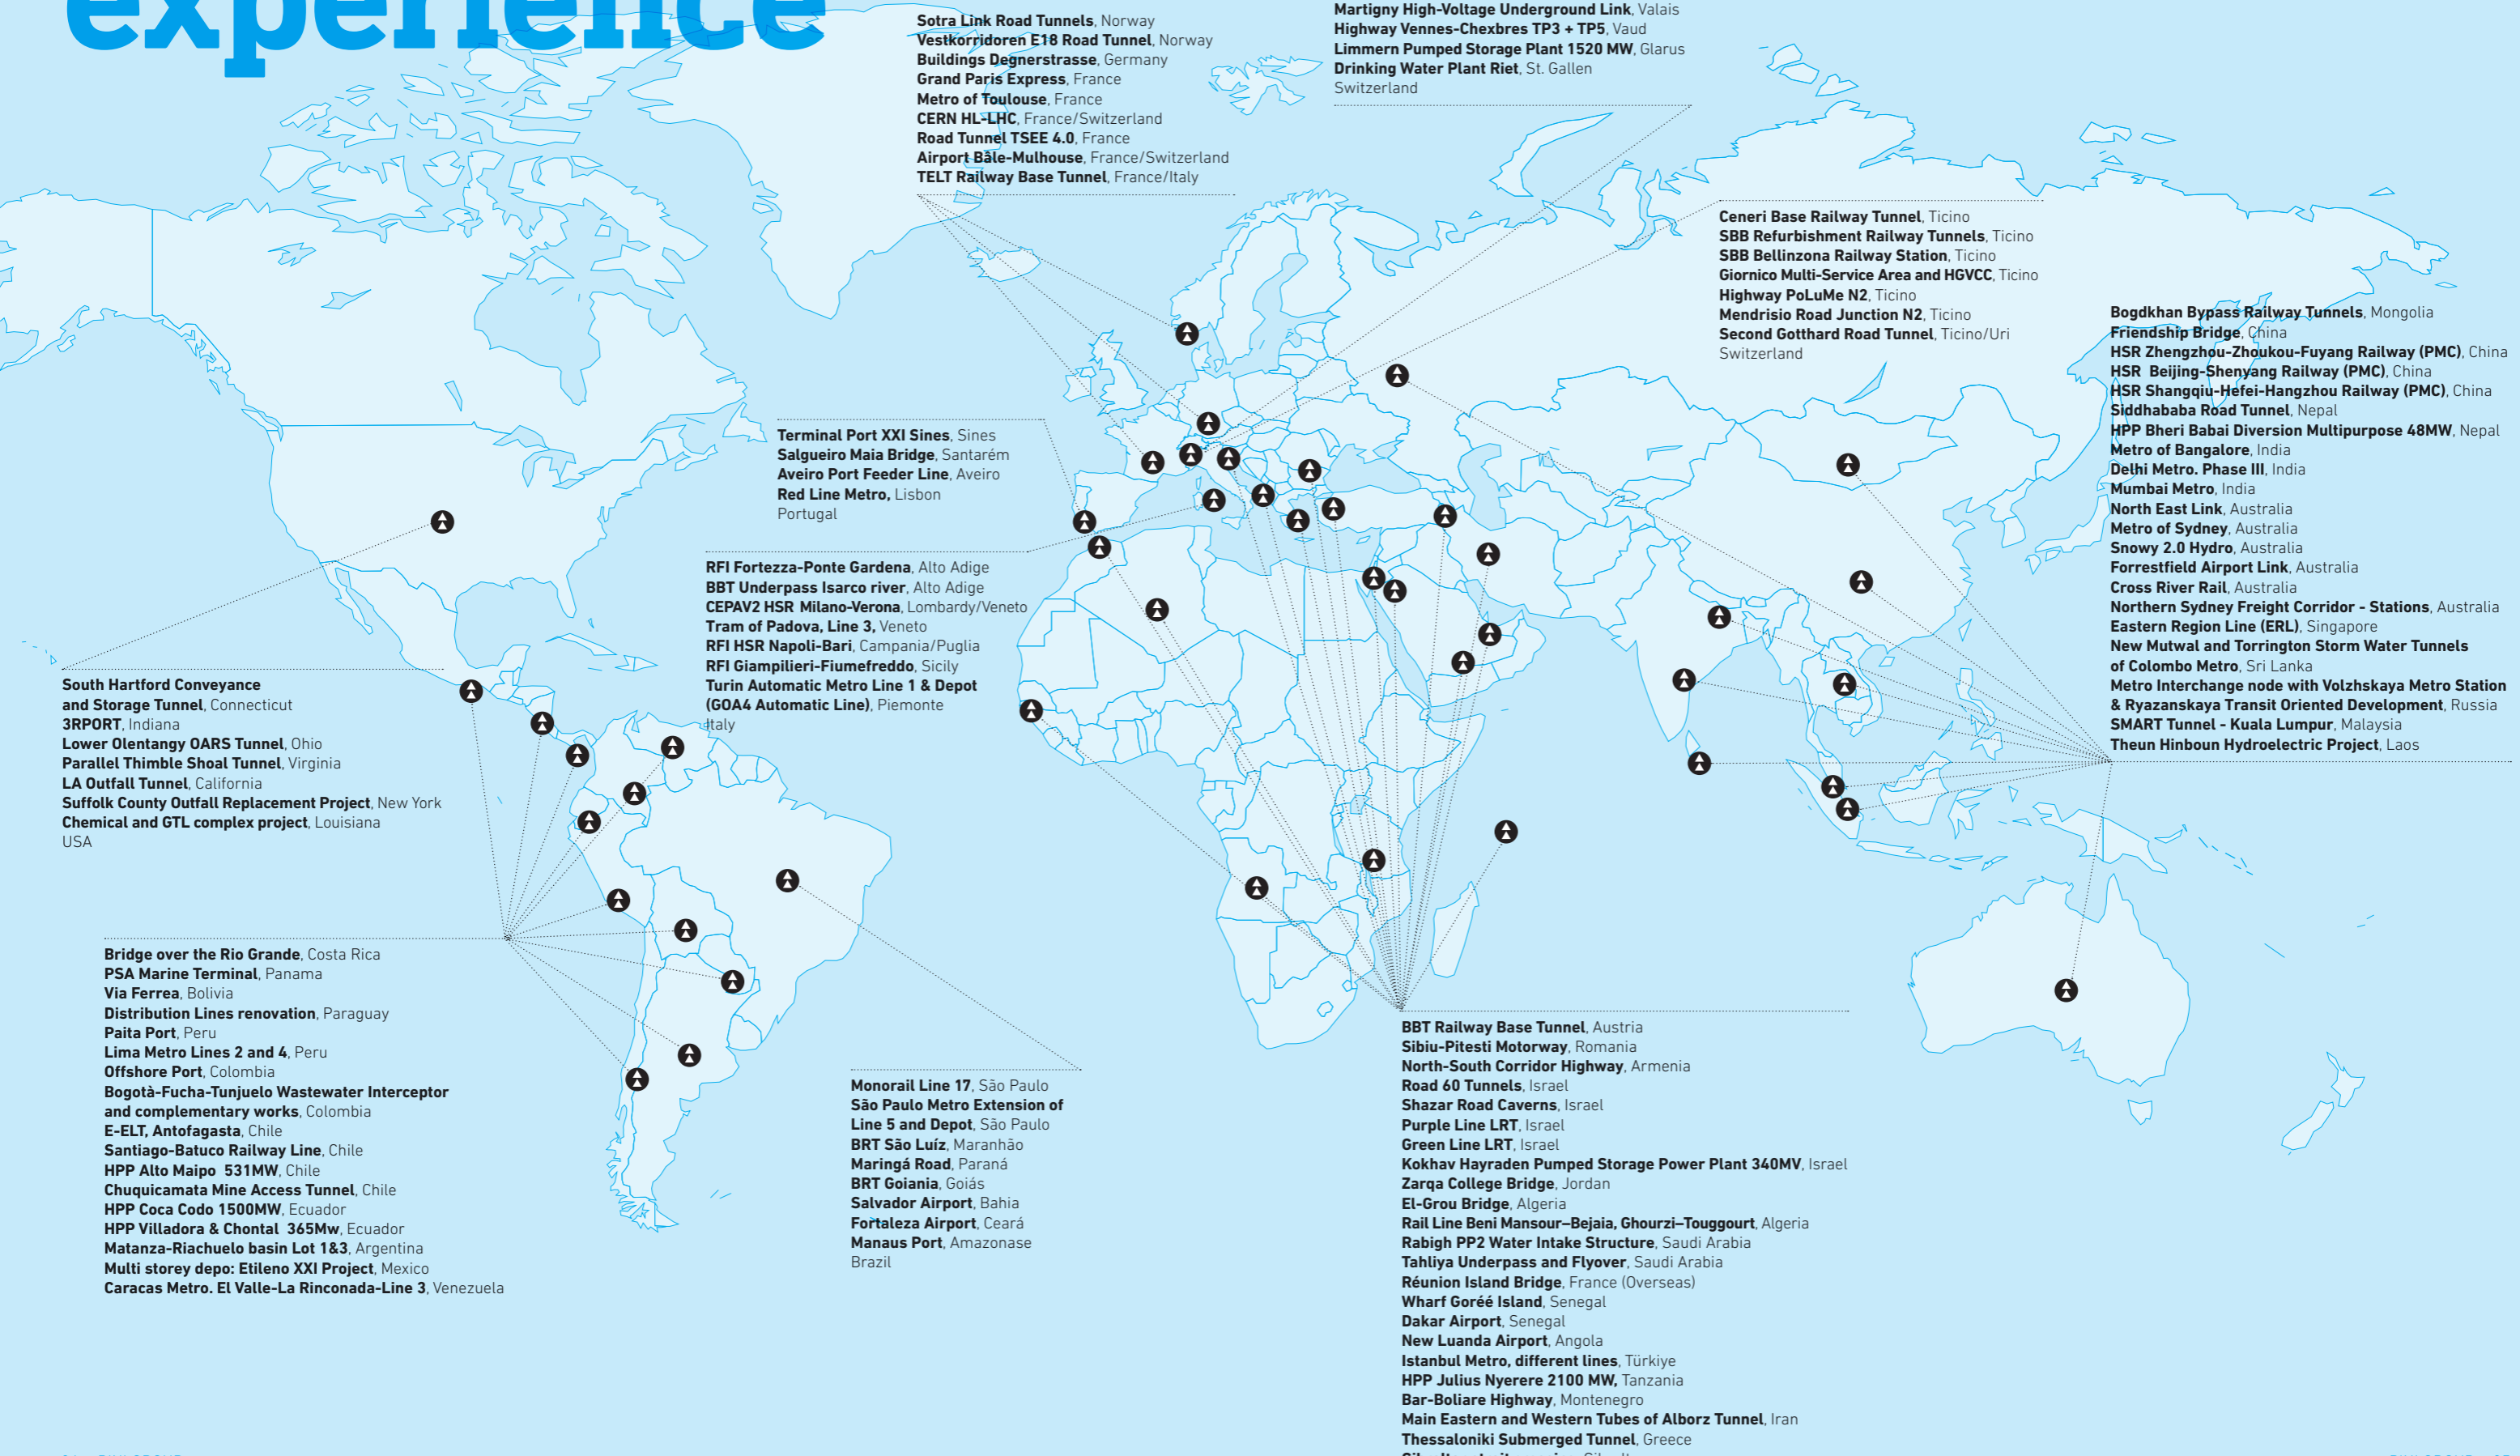 experience
Sotra Link Road Tunnels, Norway
Vestkorridoren E18 Road Tunnel, Norway
Buildings Degnerstrasse, Germany
Grand Paris Express, France
Metro of Toulouse, France
CERN HL-LHC, France/Switzerland
Road Tunnel TSEE 4.0, France
Airport Bâle-Mulhouse, France/Switzerland
TELT Railway Base Tunnel, France/Italy
Martigny High-Voltage Underground Link, Valais
Highway Vennes-Chexbres TP3 + TP5, Vaud
Limmern Pumped Storage Plant 1520 MW, Glarus
Drinking Water Plant Riet, St. Gallen
Switzerland
Ceneri Base Railway Tunnel, Ticino
SBB Refurbishment Railway Tunnels, Ticino
SBB Bellinzona Railway Station, Ticino
Giornico Multi-Service Area and HGVCC, Ticino
Highway PoLuMe N2, Ticino
Mendrisio Road Junction N2, Ticino
Second Gotthard Road Tunnel, Ticino/Uri
Switzerland
Bogdkhan Bypass Railway Tunnels, Mongolia
Friendship Bridge, China
HSR Zhengzhou-Zhoukou-Fuyang Railway (PMC), China
HSR  Beijing-Shenyang Railway (PMC), China
HSR Shangqiu-Hefei-Hangzhou Railway (PMC), China
Siddhababa Road Tunnel, Nepal
HPP Bheri Babai Diversion Multipurpose 48MW, Nepal
Metro of Bangalore, India
Delhi Metro. Phase III, India
Mumbai Metro, India
North East Link, Australia
Metro of Sydney, Australia
Snowy 2.0 Hydro, Australia
Forrestfield Airport Link, Australia
Cross River Rail, Australia
Northern Sydney Freight Corridor - Stations, Australia
Eastern Region Line (ERL), Singapore
New Mutwal and Torrington Storm Water Tunnels
of Colombo Metro, Sri Lanka
Metro Interchange node with Volzhskaya Metro Station
& Ryazanskaya Transit Oriented Development, Russia
SMART Tunnel - Kuala Lumpur, Malaysia
Theun Hinboun Hydroelectric Project, Laos
Terminal Port XXI Sines, Sines
Salgueiro Maia Bridge, Santarém
Aveiro Port Feeder Line, Aveiro
Red Line Metro, Lisbon
Portugal
RFI Fortezza-Ponte Gardena, Alto Adige
BBT Underpass Isarco river, Alto Adige
CEPAV2 HSR Milano-Verona, Lombardy/Veneto
Tram of Padova, Line 3, Veneto
RFI HSR Napoli-Bari, Campania/Puglia
RFI Giampilieri-Fiumefreddo, Sicily
Turin Automatic Metro Line 1 & Depot
(GOA4 Automatic Line), Piemonte
Italy
South Hartford Conveyance
and Storage Tunnel, Connecticut
3RPORT, Indiana
Lower Olentangy OARS Tunnel, Ohio
Parallel Thimble Shoal Tunnel, Virginia
LA Outfall Tunnel, California
Suffolk County Outfall Replacement Project, New York
Chemical and GTL complex project, Louisiana
USA
Bridge over the Rio Grande, Costa Rica
PSA Marine Terminal, Panama
Via Ferrea, Bolivia
Distribution Lines renovation, Paraguay
Paita Port, Peru
Lima Metro Lines 2 and 4, Peru
Offshore Port, Colombia
Bogotà-Fucha-Tunjuelo Wastewater Interceptor
and complementary works, Colombia
E-ELT, Antofagasta, Chile
Santiago-Batuco Railway Line, Chile
HPP Alto Maipo  531MW, Chile
Chuquicamata Mine Access Tunnel, Chile
HPP Coca Codo 1500MW, Ecuador
HPP Villadora & Chontal  365Mw, Ecuador
Matanza-Riachuelo basin Lot 1&3, Argentina
Multi storey depo: Etileno XXI Project, Mexico
Caracas Metro. El Valle-La Rinconada-Line 3, Venezuela
Monorail Line 17, São Paulo
São Paulo Metro Extension of
Line 5 and Depot, São Paulo
BRT São Luíz, Maranhão
Maringá Road, Paraná
BRT Goiania, Goiás
Salvador Airport, Bahia
Fortaleza Airport, Ceará
Manaus Port, Amazonase
Brazil
BBT Railway Base Tunnel, Austria
Sibiu-Pitesti Motorway, Romania
North-South Corridor Highway, Armenia
Road 60 Tunnels, Israel
Shazar Road Caverns, Israel
Purple Line LRT, Israel
Green Line LRT, Israel
Kokhav Hayraden Pumped Storage Power Plant 340MV, Israel
Zarqa College Bridge, Jordan
El-Grou Bridge, Algeria
Rail Line Beni Mansour–Bejaia, Ghourzi–Touggourt, Algeria
Rabigh PP2 Water Intake Structure, Saudi Arabia
Tahliya Underpass and Flyover, Saudi Arabia
Réunion Island Bridge, France (Overseas)
Wharf Goréé Island, Senegal
Dakar Airport, Senegal
New Luanda Airport, Angola
Istanbul Metro, different lines, Türkiye
HPP Julius Nyerere 2100 MW, Tanzania
Bar-Boliare Highway, Montenegro
Main Eastern and Western Tubes of Alborz Tunnel, Iran
Thessaloniki Submerged Tunnel, Greece